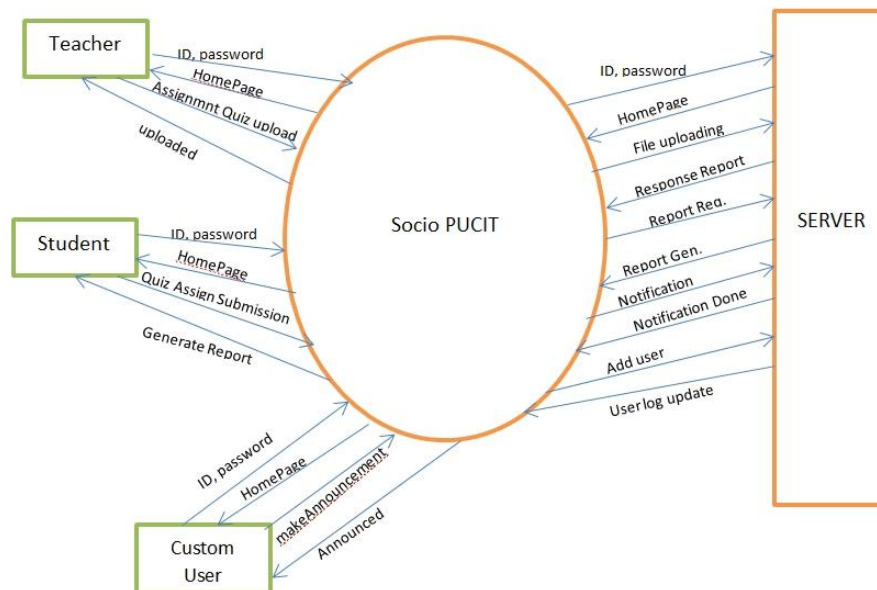 Teacher
ID, password
HomePage
Assignmnt Quiz upload
uploaded
Student
ID, password
HomePage
Quiz Assign Submission
Generate Report
Custom
User
ID, password
HomePage
makeAnnouncement
Announced
Socio PUCIT
ID, password
HomePage
File uploading
Response Report
Report Req.
Report Gen.
Notification
Notification Done
Add user
User log update
SERVER